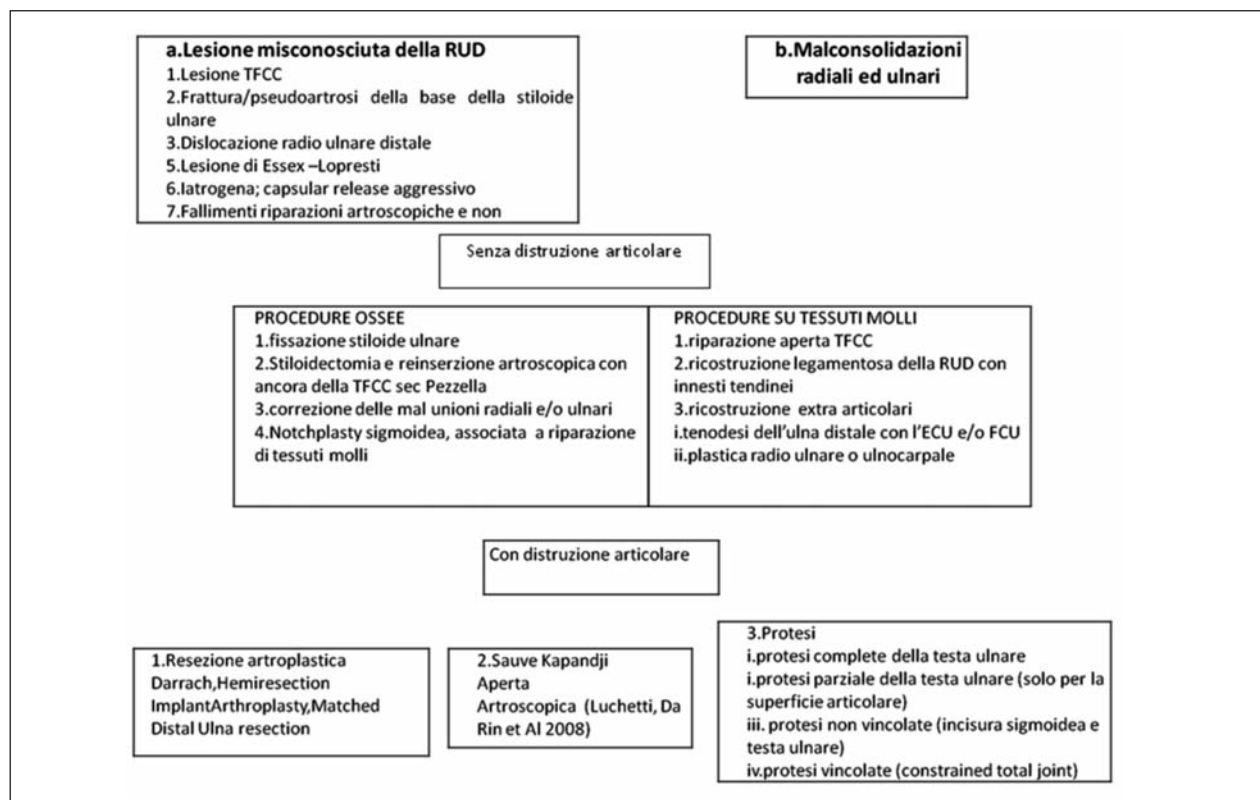 a.Lesione misconosciuta della RUD
1.Lesione TFCC
2.Frattura/pseudoartrosi della base della stiloide
ulnare
3.Dislocazione radio ulnare distale
5.Lesione di Essex –Lopresti
6.Iatrogena; capsular release aggressivo
7.Fallimenti riparazioni artroscopiche e non
b.Malconsolidazioni
radiali ed ulnari
Senza distruzione articolare
PROCEDURE OSSEE
1.fissazione stiloide ulnare
2.Stiloidectomia e reinserzione artroscopica con
ancora della TFCC sec Pezzella
3.correzione delle mal unioni radiali e/o ulnari
4.Notchplasty sigmoidea, associata a riparazione
di tessuti molli
PROCEDURE SU TESSUTI MOLLI
1.riparazione aperta TFCC
2.ricostruzione legamentosa della RUD con
innesti tendinei
3.ricostruzione extra articolari
i.tenodesi dell'ulna distale con l'ECU e/o FCU
ii.plastica radio ulnare o ulnocarpale
Con distruzione articolare
1.Resezione artroplastica
Darrach,Hemiresection
ImplantArthroplasty,Matched
Distal Ulna resection
2.Sauve Kapandji
Aperta
Artroscopica (Luchetti, Da
Rin et Al 2008)
3.Protesi
i.protesi complete della testa ulnare
i.protesi parziale della testa ulnare (solo per la
superficie articolare)
iii. protesi non vincolate (incisura sigmoidea e
testa ulnare)
iv.protesi vincolate (constrained total joint)